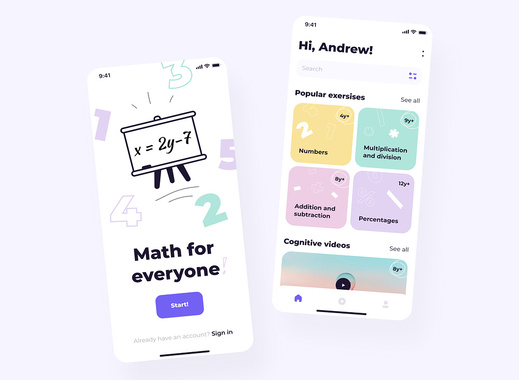 9:41
3
1
x = 2y-7
5
4
2
Math for
everyone
Start!
Already have an account? Sign in
9:41
Hi, Andrew!
Search
Popular exersises See all
4y+
2
Numbers
9y+
Multiplication
and division
8y+
Addition and
subtraction
12y+
Percentages
Cognitive videos See all
8y+